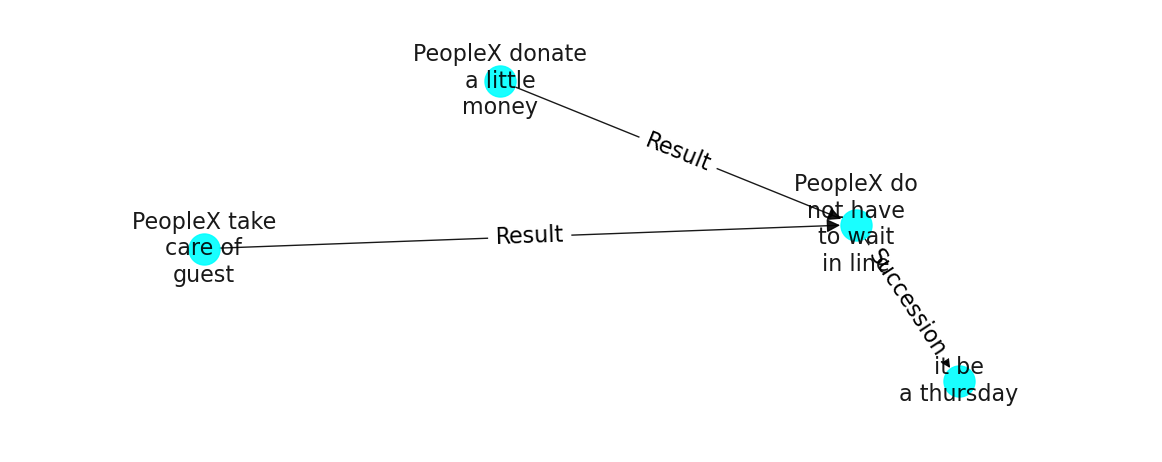 PeopleX donate
a little
money
Result
PeopleX do
not have
to wait
in line
PeopleX take
care of
guest
Result
Succession
it be
a thursday